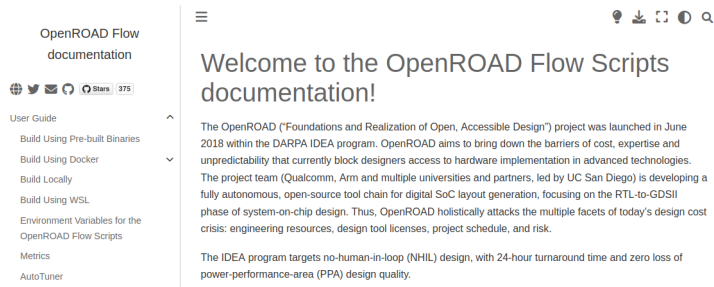 OpenROAD Flow
documentation
Stars 375
User Guide
Build Using Pre-built Binaries
Build Using Docker
Build Locally
Build Using WSL
Environment Variables for the
OpenROAD Flow Scripts
Metrics
AutoTuner
Welcome to the OpenROAD Flow Scripts
documentation!
The OpenROAD (“Foundations and Realization of Open, Accessible Design”) project was launched in June
2018 within the DARPA IDEA program. OpenROAD aims to bring down the barriers of cost, expertise and
unpredictability that currently block designers access to hardware implementation in advanced technologies.
The project team (Qualcomm, Arm and multiple universities and partners, led by UC San Diego) is developing a
fully autonomous, open-source tool chain for digital SoC layout generation, focusing on the RTL-to-GDSII
phase of system-on-chip design. Thus, OpenROAD holistically attacks the multiple facets of today’s design cost
crisis: engineering resources, design tool licenses, project schedule, and risk.
The IDEA program targets no-human-in-loop (NHIL) design, with 24-hour turnaround time and zero loss of
power-performance-area (PPA) design quality.